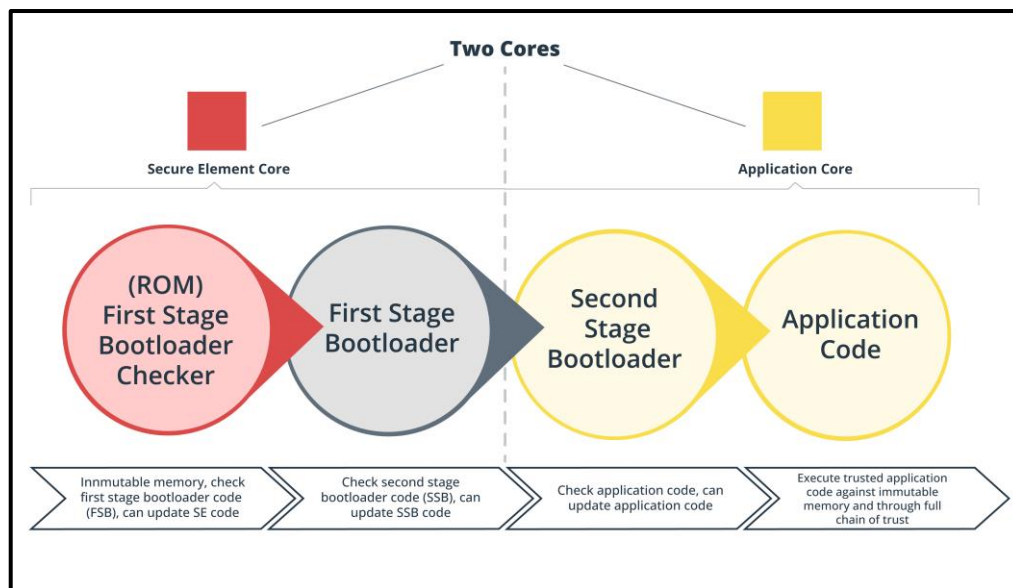 Two Cores
Secure Element Core
Application Core
(ROM)
First Stage
Bootloader
Checker
First Stage
Bootloader
Second
Stage
Bootloader
Application
Code
Innmutable memory, check
first stage bootloader code
(FSB), can update SE code
Check second stage
bootloader code (SSB), can
update SSB code
Check application code, can
update application code
Execute trusted application
code against immutable
memory and through full
chain of trust